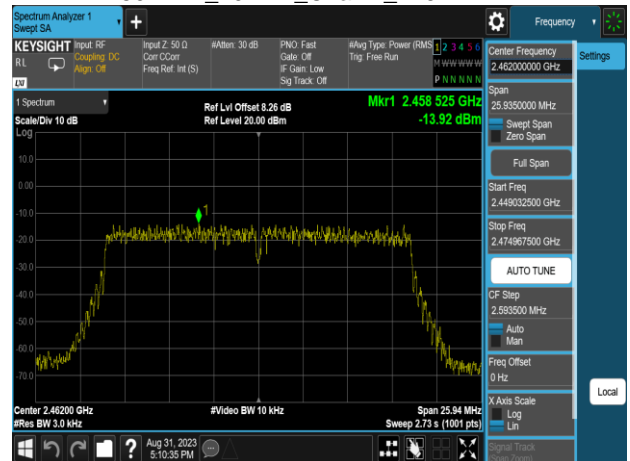 Spectrum Analyzer 1
Swept SA
Frequency
KEYSIGHT
RL
LXI
Input: RF
Coupling: DC
Align: Off
Input Z: 50 Ω
Corr CCorr
Freq Ref: Int (S)
#Atten: 30 dB
PNO: Fast
Gate: Off
IF Gain: Low
Sig Track: Off
#Avg Type: Power (RMS
Trig: Free Run
1 2 3 4 5 6
M W W W W W
P N N N N N
Center Frequency
2.462000000 GHz
Settings
Span
25.9350000 MHz
Swept Span
Zero Span
Full Span
Start Freq
2.449032500 GHz
Stop Freq
2.474967500 GHz
AUTO TUNE
CF Step
2.593500 MHz
Auto
Man
Freq Offset
0 Hz
X Axis Scale
Log
Lin
Signal Track
(Span Zoom)
Local
1 Spectrum
Scale/Div 10 dB
Log
Ref Lvl Offset 8.26 dB
Ref Level 20.00 dBm
Mkr1 2.458 525 GHz
-13.92 dBm
10.0
0.00
-10.0
-20.0
-30.0
-40.0
-50.0
-60.0
-70.0
1
Center 2.46200 GHz
#Res BW 3.0 kHz
#Video BW 10 kHz
Span 25.94 MHz
Sweep 2.73 s (1001 pts)
Aug 31, 2023
5:10:35 PM